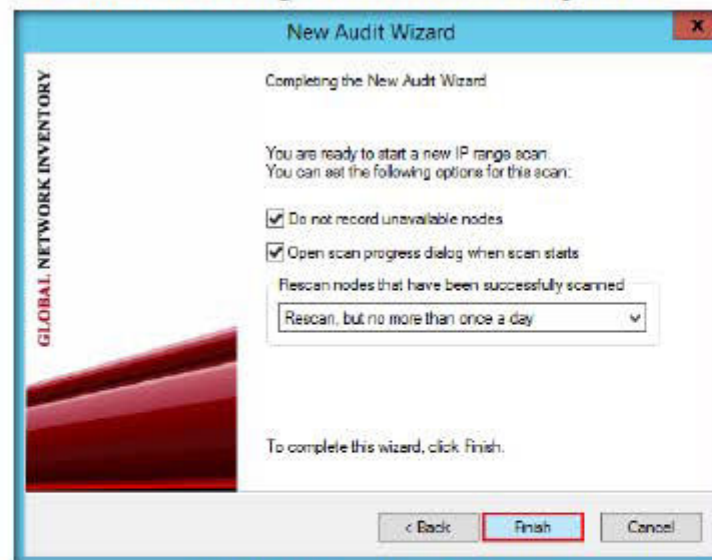 New Audit Wizard
GLOBAL NETWORK INVENTORY
Completing the New Audit Wizard
You are ready to start a new IP range scan.
You can set the following options for this scan:
Do not record unavailable nodes
Open scan progress dialog when scan starts
Rescan nodes that have been successfully scanned
Rescan, but no more than once a day
To complete this wizard, click Finish.
< Back
Finish
Cancel